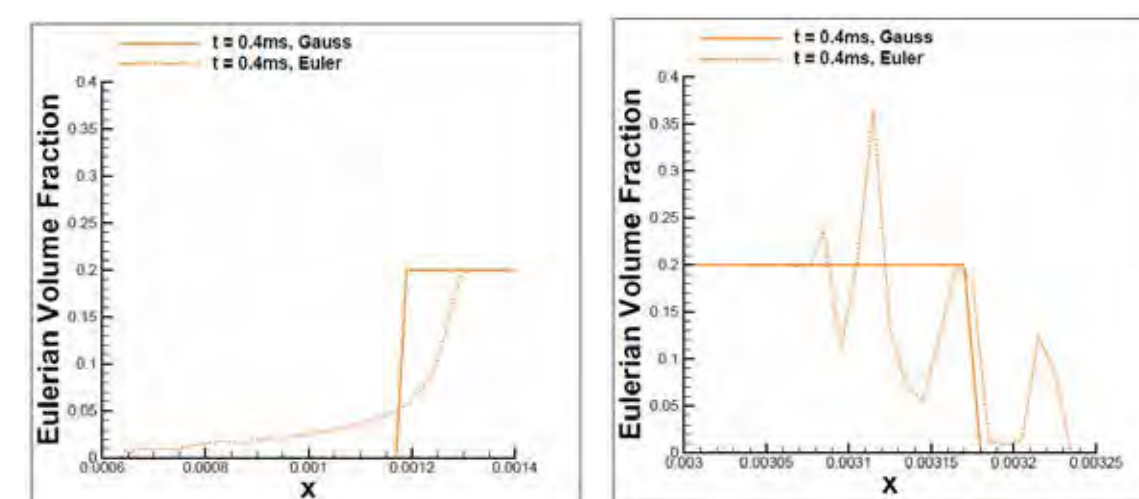 t = 0.4ms, Gauss
t = 0.4ms, Euler
Eulerian Volume Fraction
0.4
0.35
0.3
0.25
0.2
0.15
0.1
0.05
0
0.0006 0.0008 0.001 0.0012 0.0014
X
t = 0.4ms, Gauss
t = 0.4ms, Euler
Eulerian Volume Fraction
0.4
0.35
0.3
0.25
0.2
0.15
0.1
0.05
0
0.003 0.00305 0.0031 0.00315 0.0032 0.00325
X